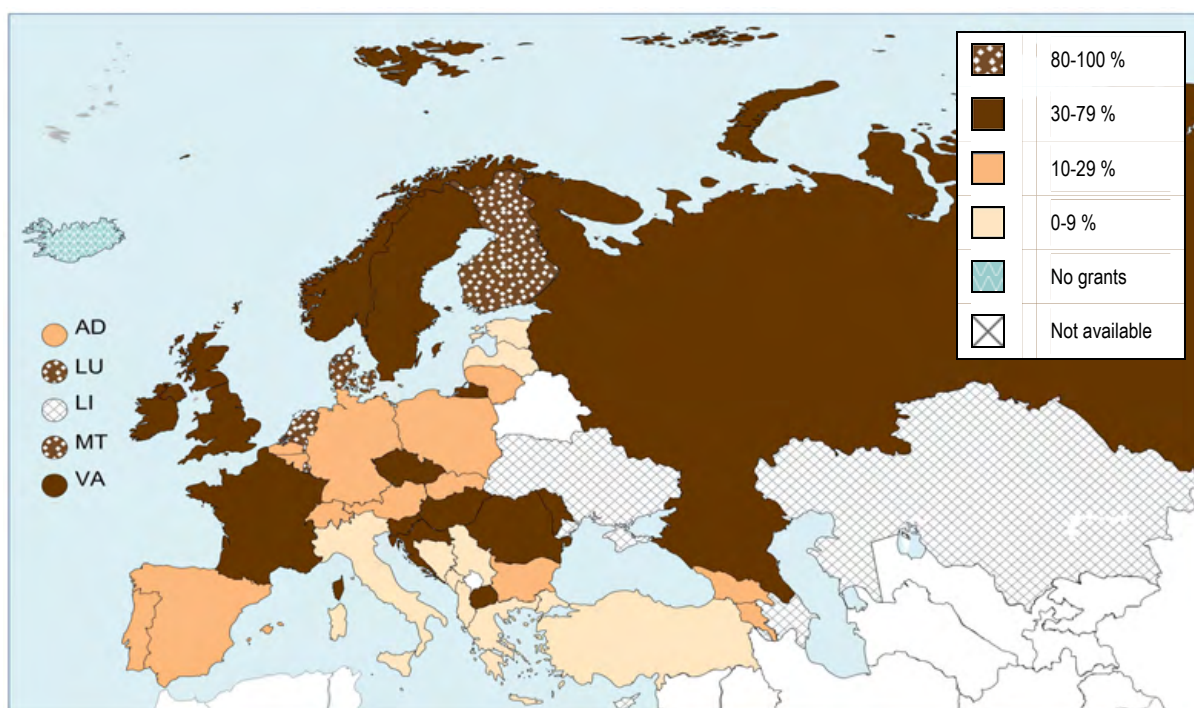 80-100 %
30-79 %
10-29 %
0-9 %
No grants
Not available
AD
LU
LI
MT
VA